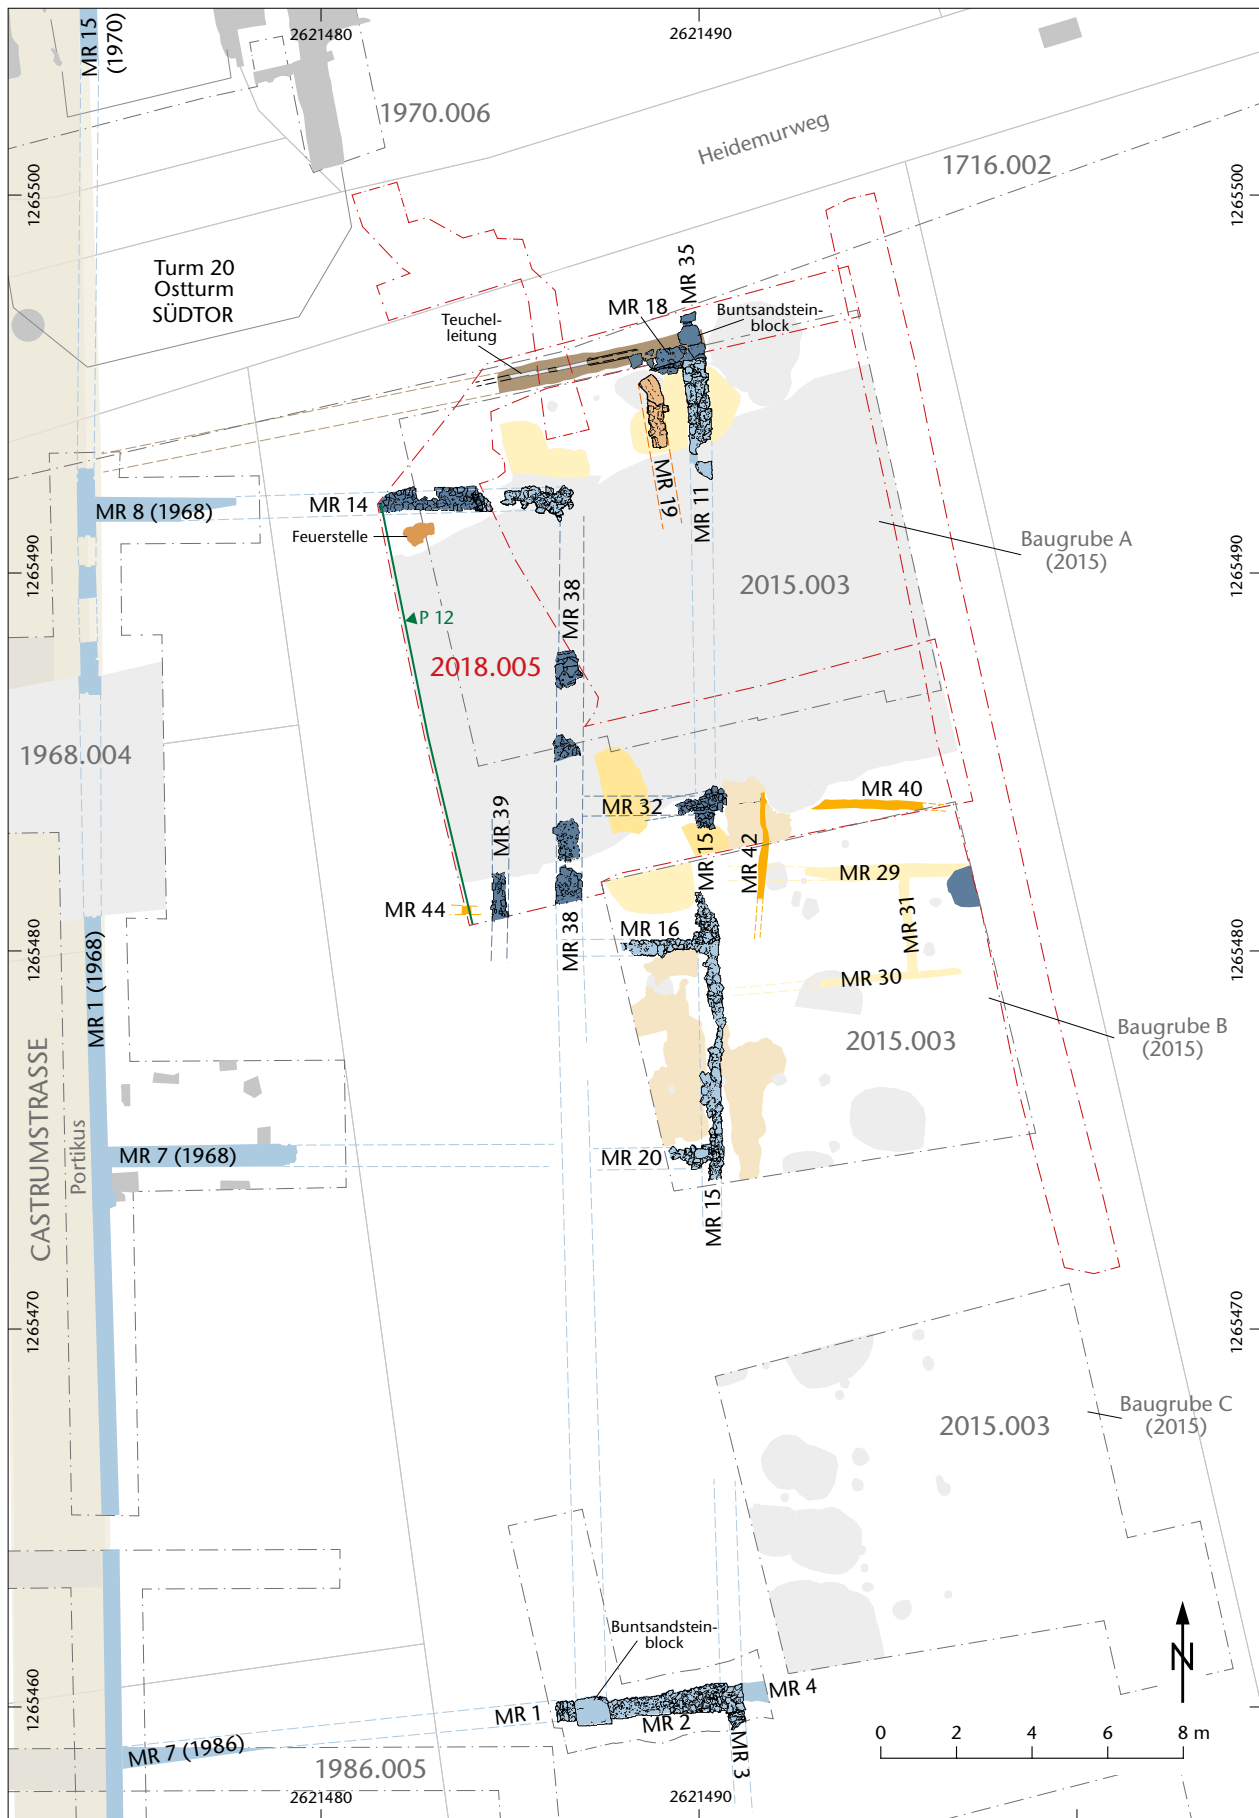 MR 15
(1970)
2621480
2621490
1970.006
Heidemurweg
1716.002
1265500
1265500
Turm 20
Ostturm
SÜDTOR
Teuchel-
leitung
MR 18
MR 35
Buntsandstein-
block
MR 8 (1968)
MR 14
Feuerstelle
MR 19
MR 11
Baugrube A
(2015)
1265490
1265490
2015.003
MR 38
P 12
2018.005
1968.004
MR 39
MR 32
MR 15
MR 42
MR 40
MR 29
MR 31
MR 44
MR 38
MR 16
MR 30
1265480
1265480
MR 1 (1968)
CASTRUMSTRASSE
Portikus
2015.003
Baugrube B
(2015)
MR 7 (1968)
MR 20
MR 15
1265470
1265470
Baugrube C
(2015)
2015.003
Buntsandstein-
block
N
1265460
1265460
MR 1
MR 2
MR 4
MR 3
MR 7 (1986)
1986.005
0 2 4 6 8 m
2621480
2621490